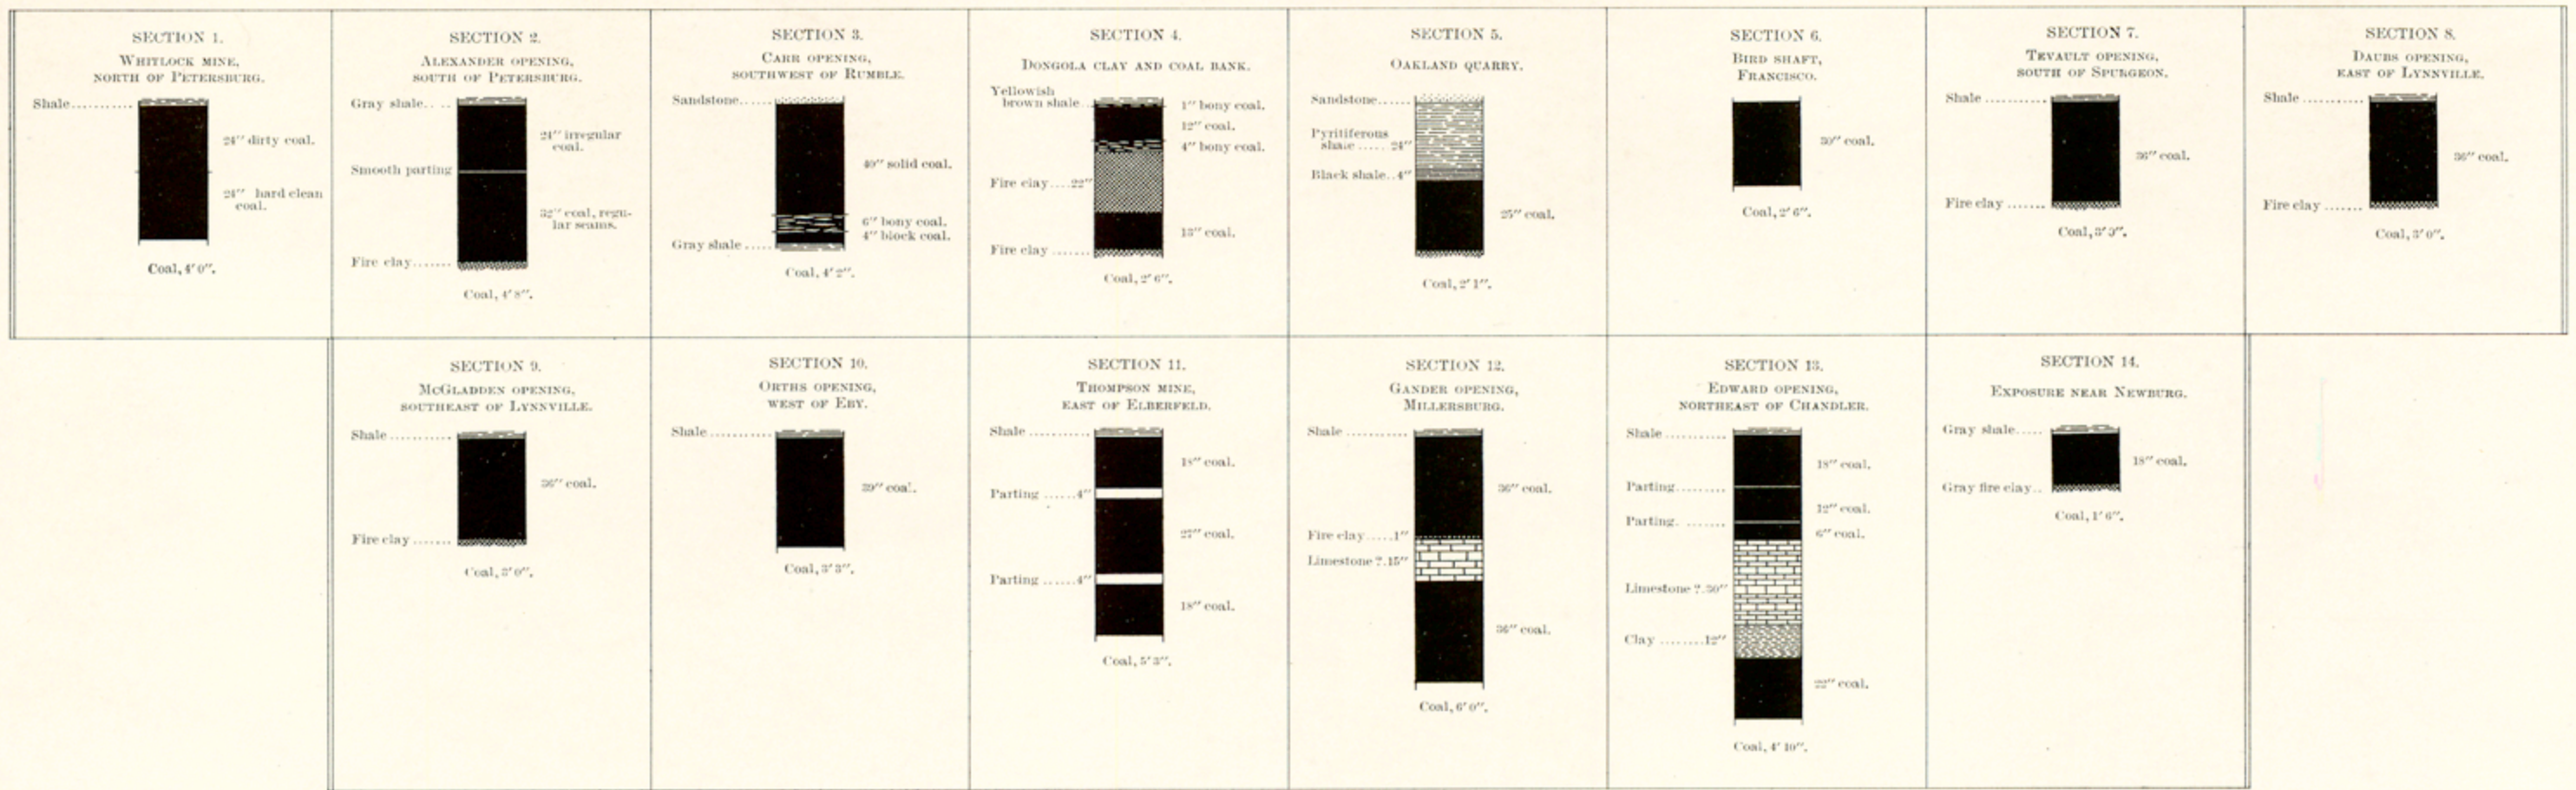 SECTION 1.
WHITLOCK MINE,
NORTH OF PETERSBURG.
Shale..........
24″ dirty coal.
24″ hard clean
coal.
Coal, 4′ 0″.
SECTION 2.
ALEXANDER OPENING,
SOUTH OF PETERSBURG.
Gray shale....
24″ irregular
coal.
Smooth parting
32″ coal, regu-
lar seams.
Fire clay.......
Coal, 4′ 8″.
SECTION 3.
CARR OPENING,
SOUTHWEST OF RUMBLE.
Sandstone.....
40″ solid coal.
6″ bony coal.
4″ block coal.
Gray shale.....
Coal, 4′ 2″.
SECTION 4.
DONGOLA CLAY AND COAL BANK.
Yellowish
brown shale..
1″ bony coal.
12″ coal.
4″ bony coal.
Fire clay....22″
13″ coal.
Fire clay.......
Coal, 2′ 6″.
SECTION 5.
OAKLAND QUARRY.
Sandstone.....
Pyritiferous
shale..... 24″
Black shale..4″
25″ coal.
Coal, 2′ 1″.
SECTION 6.
BIRD SHAFT,
FRANCISCO.
30″ coal.
Coal, 2′ 6″.
SECTION 7.
TEVAULT OPENING,
SOUTH OF SPURGEON.
Shale..........
36″ coal.
Fire clay.......
Coal, 3′ 0″.
SECTION 8.
DAUBS OPENING,
EAST OF LYNNVILLE.
Shale..........
36″ coal.
Fire clay.......
Coal, 3′ 0″.
SECTION 9.
MCGLADDEN OPENING,
SOUTHEAST OF LYNNVILLE.
Shale..........
36″ coal.
Fire clay.......
Coal, 3′ 0″.
SECTION 10.
ORTHS OPENING,
WEST OF EBY.
Shale..........
39″ coal.
Coal, 3′ 3″.
SECTION 11.
THOMPSON MINE,
EAST OF ELBERFELD.
Shale..........
18″ coal.
Parting......4″
27″ coal.
Parting......4″
18″ coal.
Coal, 5′ 3″.
SECTION 12.
GANDER OPENING,
MILLERSBURG.
Shale..........
36″ coal.
Fire clay.....1″
Limestone ?.15″
36″ coal.
Coal, 6′ 0″.
SECTION 13.
EDWARD OPENING,
NORTHEAST OF CHANDLER.
Shale..........
18″ coal.
Parting........
12″ coal.
Parting........
6″ coal.
Limestone ?.30″
Clay.......12″
22″ coal.
Coal, 4′ 10″.
SECTION 14.
EXPOSURE NEAR NEWBURG.
Gray shale.....
18″ coal.
Gray fire clay..
Coal, 1′ 6″.